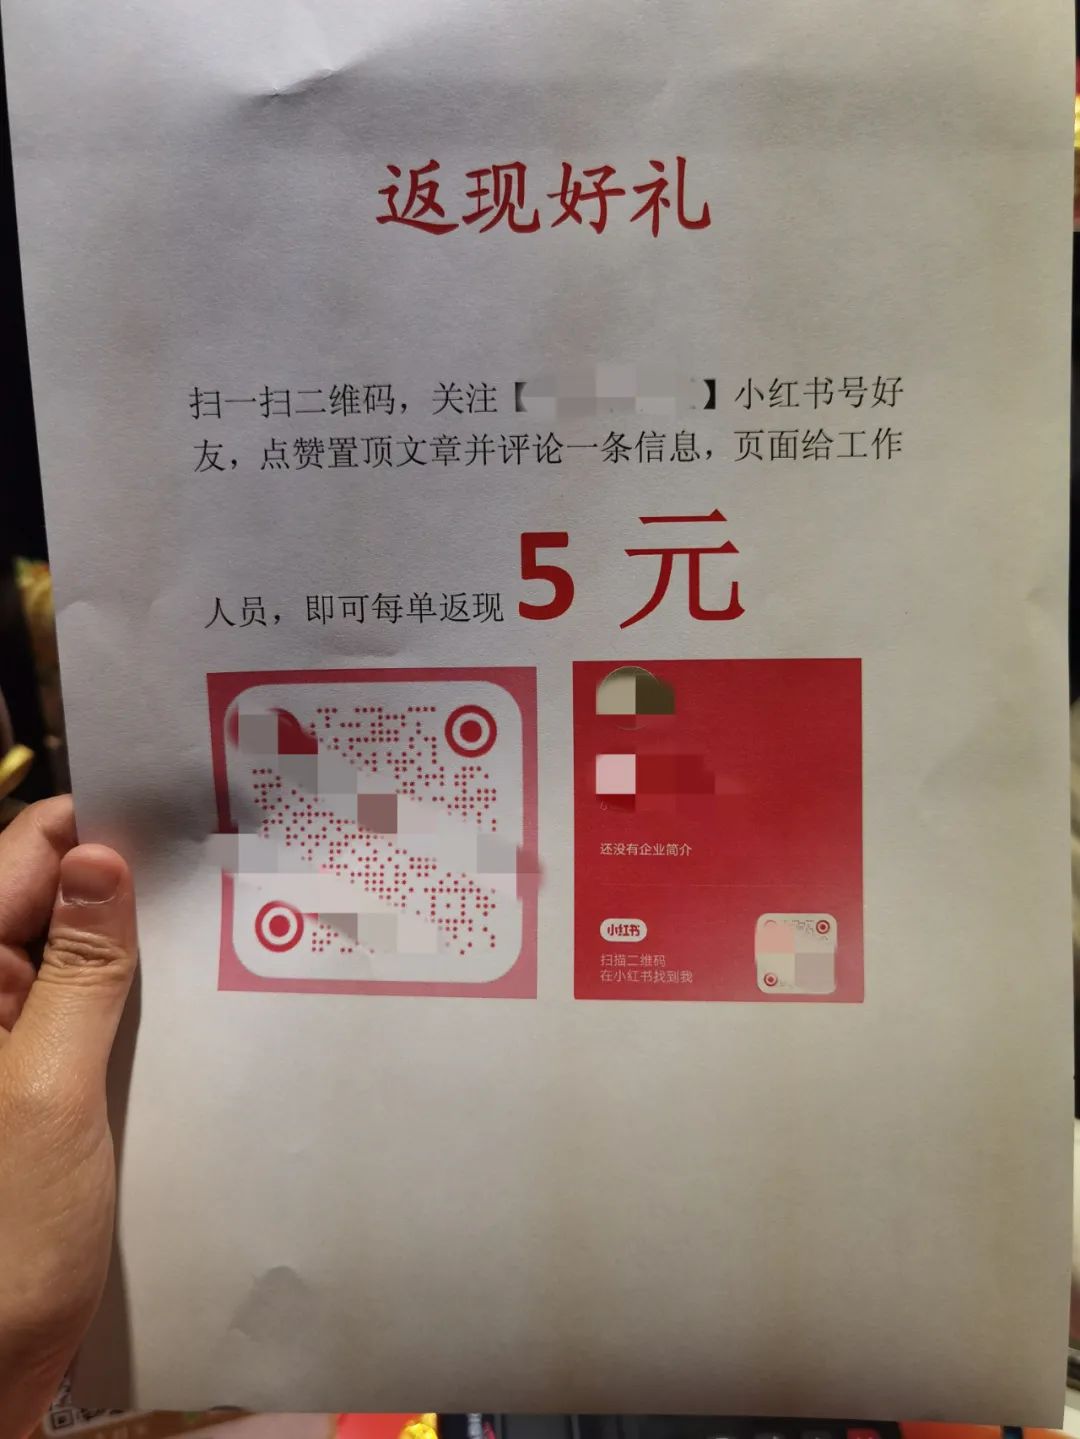 返现好礼
扫一扫二维码，关注【 】小红书号好
友，点赞置顶文章并评论一条信息，页面给工作
人员，即可每单返现5元
还没有企业简介
小红书
扫描二维码
在小红书找到我